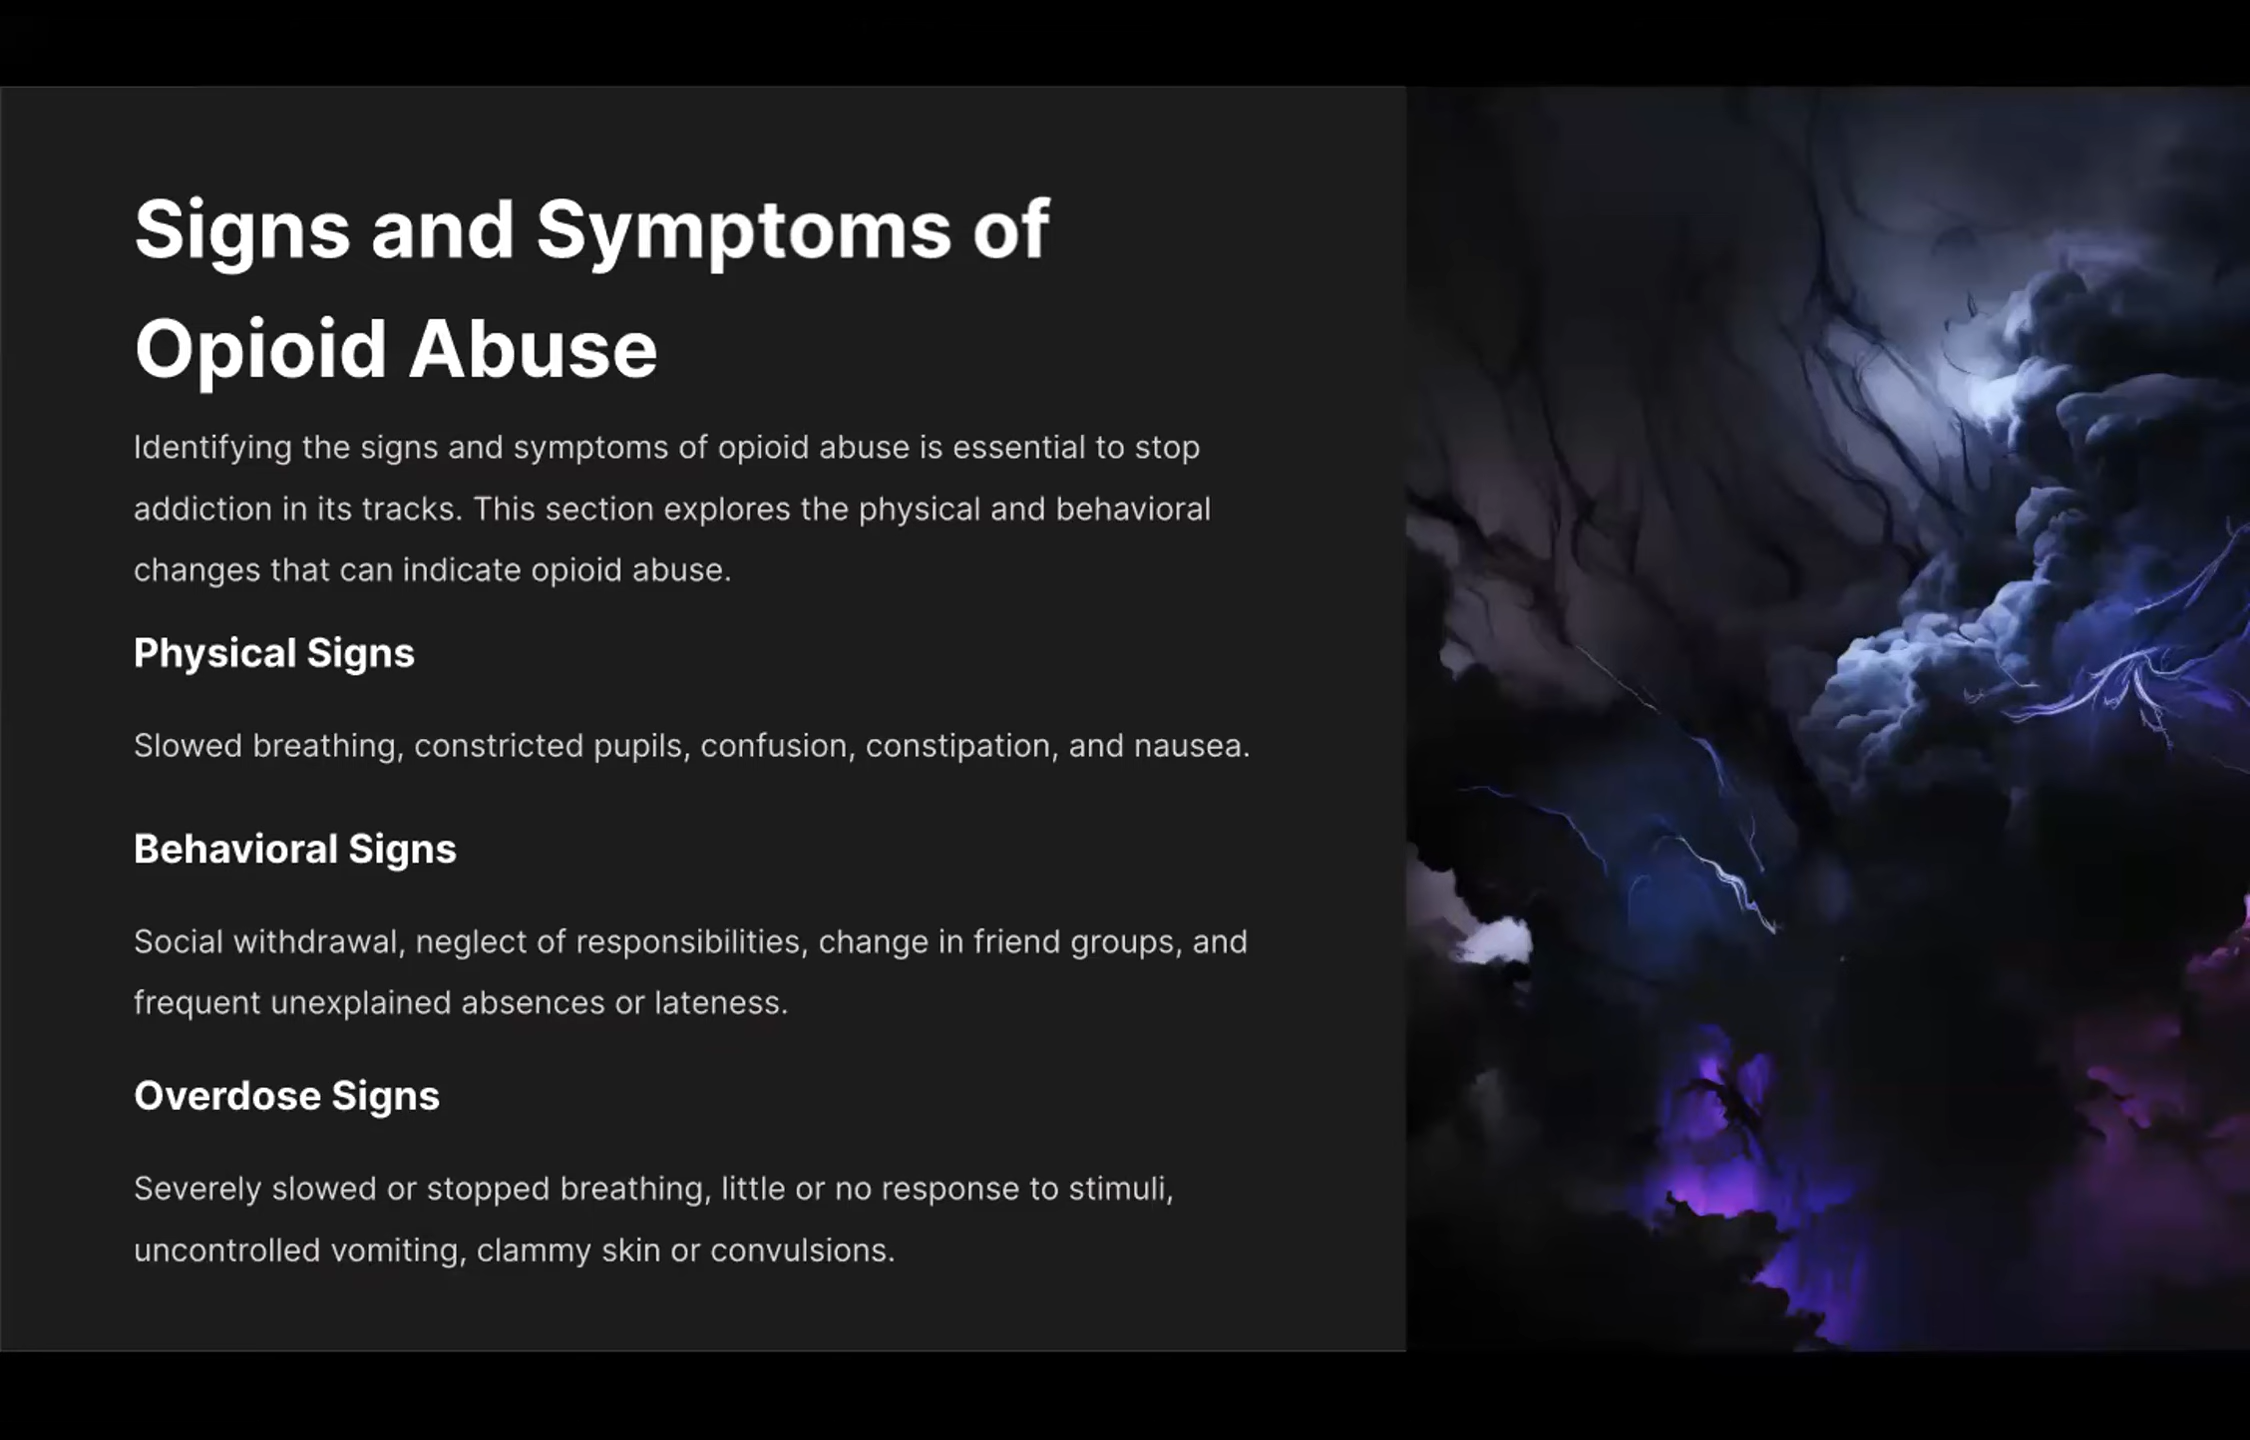 Signs and Symptoms of
Opioid Abuse
Identifying the signs and symptoms of opioid abuse is essential to stop
addiction in its tracks. This section explores the physical and behavioral
changes that can indicate opioid abuse.
Physical Signs
Slowed breathing, constricted pupils, confusion, constipation, and nausea.
Behavioral Signs
Social withdrawal, neglect of responsibilities, change in friend groups, and
frequent unexplained absences or lateness.
Overdose Signs
Severely slowed or stopped breathing, little or no response to stimuli,
uncontrolled vomiting, clammy skin or convulsions.